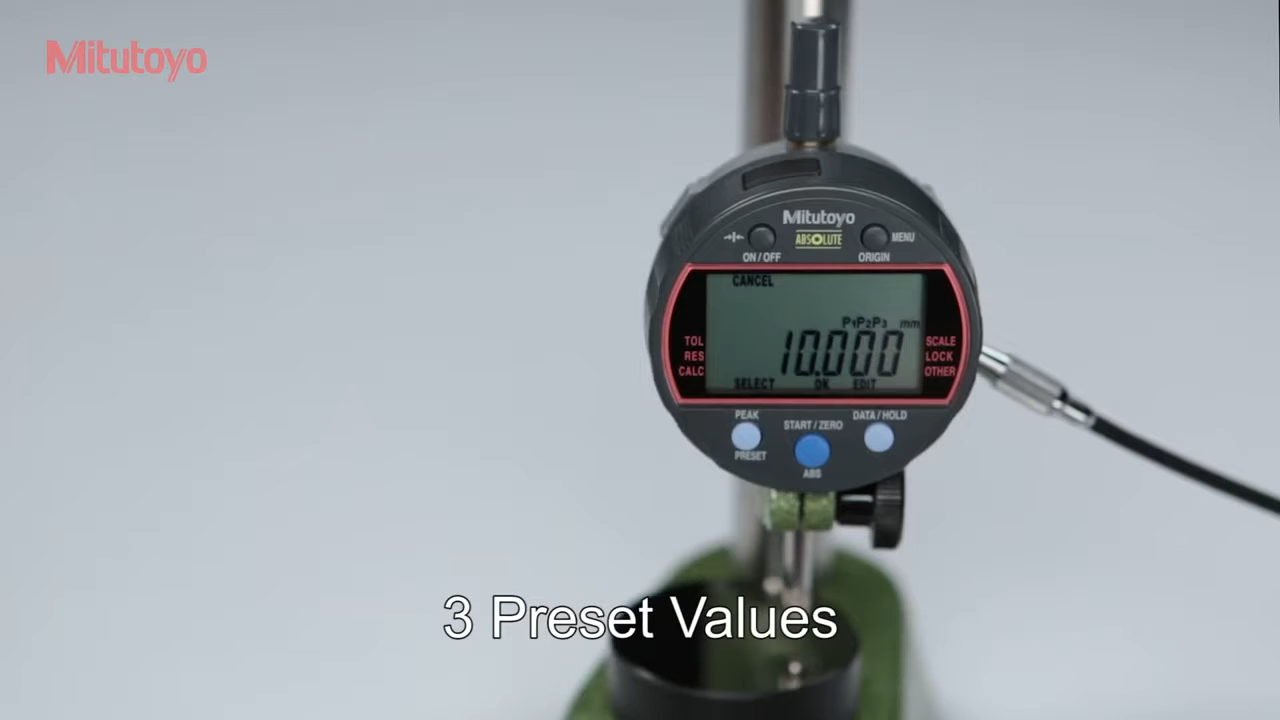 Mitutoyo
Mitutoyo
ABSOLUTE
MENU
ON / OFF
ORIGIN
CANCEL
P1P2P3 mm
10.000
SELECT OK EDIT
TOL
RES
CALC
SCALE
LOCK
OTHER
PEAK
START / ZERO
DATA / HOLD
PRESET
ABS
3 Preset Values